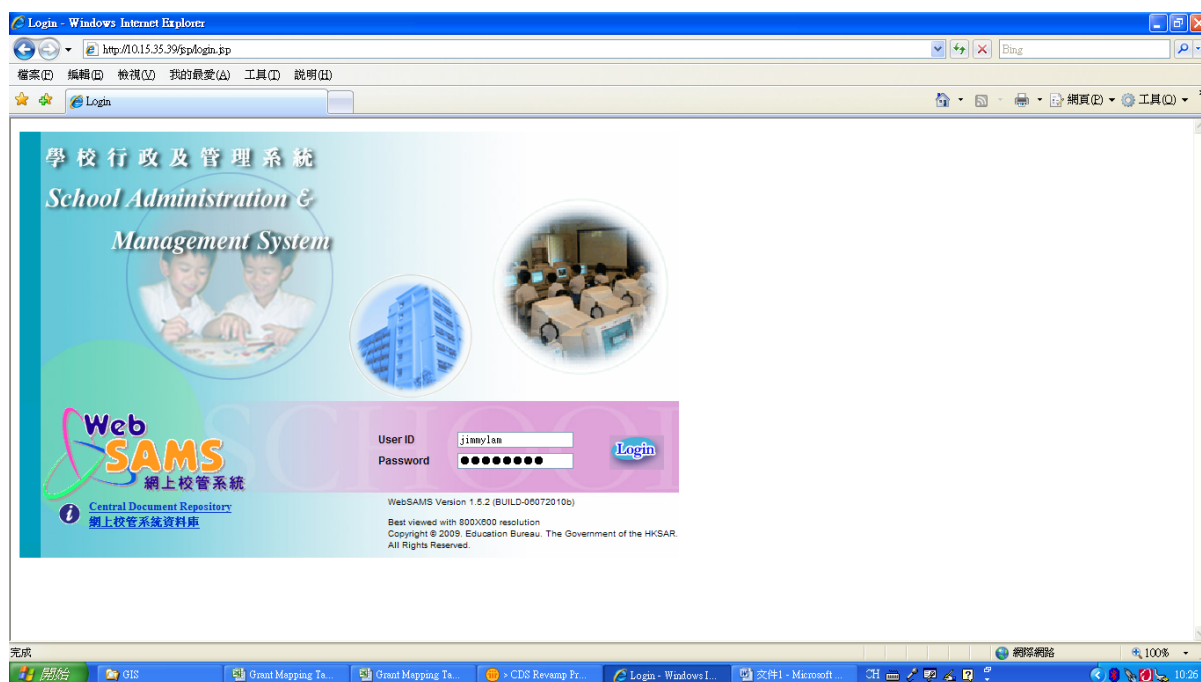 Login - Windows Internet Explorer
http://10.15.35.39/jsp/login.jsp
Bing
檔案(F) 編輯(E) 檢視(V) 我的最愛(A) 工具(T) 說明(H)
Login
網頁(P) 工具(O)
學校行政及管理系統
School Administration &
Management System
SCHOOL
Web
SAMS
網上校管系統
User ID jimmylam
Password ●●●●●●●●
Login
Central Document Repository
網上校管系統資料庫
WebSAMS Version 1.5.2 (BUILD-06072010b)
Best viewed with 800X600 resolution
Copyright © 2009. Education Bureau. The Government of the HKSAR.
All Rights Reserved.
完成
網際網路 100%
開始 GIS Grant Mapping Ta... Grant Mapping Ta... > CDS Revamp Pr... Login - Windows I... 文件1 - Microsoft ... CH